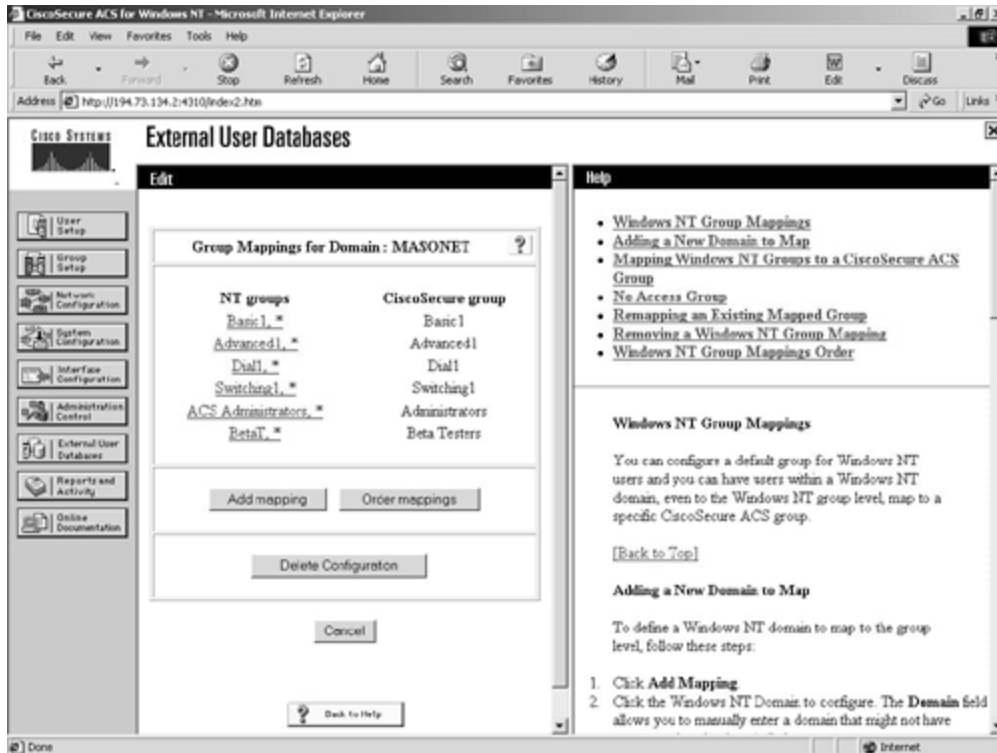 CiscoSecure ACS for Windows NT - Microsoft Internet Explorer
File Edit View Favorites Tools Help
Back Forward Stop Refresh Home Search Favorites History Mail Print Edit Discuss
Address http://194.73.134.2:4310/index2.htm Go Links
CISCO SYSTEMS
External User Databases
User Setup
Group Setup
Network Configuration
System Configuration
Interface Configuration
Administration Control
External User Databases
Reports and Activity
Online Documentation
Edit
Group Mappings for Domain : MASONET ?
NT groups CiscoSecure group
Basic1, * Basic1
Advanced1, * Advanced1
Dial1, * Dial1
Switching1, * Switching1
ACS Administrators, * Administrators
BetaT, * Beta Testers
Add mapping Order mappings
Delete Configuration
Cancel
? Back to Help
Help
• Windows NT Group Mappings
• Adding a New Domain to Map
• Mapping Windows NT Groups to a CiscoSecure ACS
Group
• No Access Group
• Remapping an Existing Mapped Group
• Removing a Windows NT Group Mapping
• Windows NT Group Mappings Order
Windows NT Group Mappings
You can configure a default group for Windows NT
users and you can have users within a Windows NT
domain, even to the Windows NT group level, map to a
specific CiscoSecure ACS group.
[Back to Top]
Adding a New Domain to Map
To define a Windows NT domain to map to the group
level, follow these steps:
1. Click Add Mapping.
2. Click the Windows NT Domain to configure. The Domain field
allows you to manually enter a domain that might not have
Done Internet